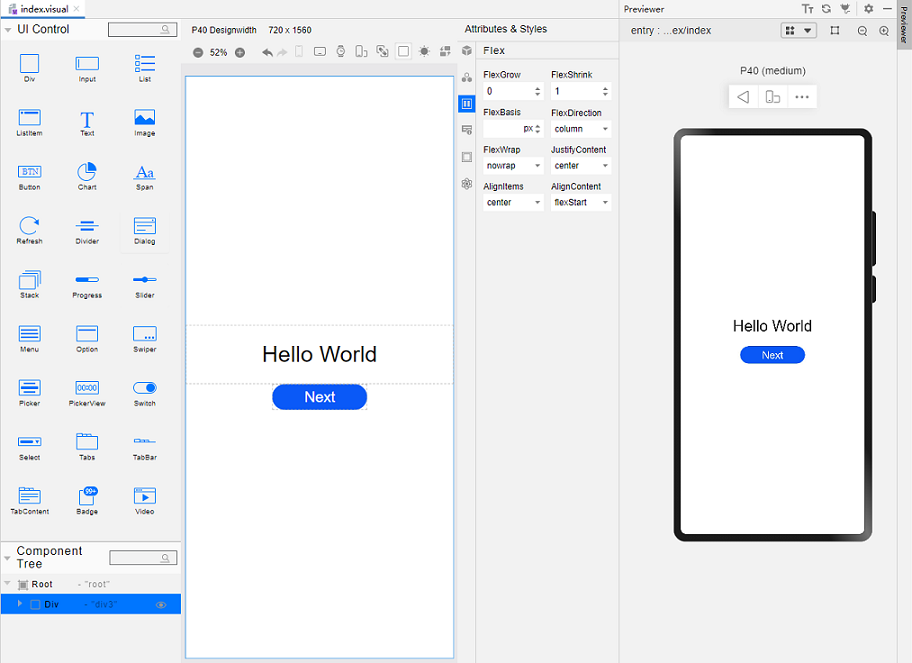 index.visual
UI Control
Div
Input
List
ListItem
Text
Image
BTN
Button
Chart
Aa
Span
Refresh
Divider
Dialog
Stack
Progress
Slider
Menu
Option
Swiper
Picker
00:00
PickerView
Switch
Select
Tabs
TabBar
TabContent
99+
Badge
Video
Component
Tree
Root - "root"
Div - "div3"
P40 Designwidth 720 x 1560
52%
Hello World
Next
Attributes & Styles
Flex
FlexGrow FlexShrink
0 1
FlexBasis FlexDirection
px column
FlexWrap JustifyContent
nowrap center
AlignItems AlignContent
center flexStart
Previewer
entry : ...ex/index
P40 (medium)
Hello World
Next
Previewer